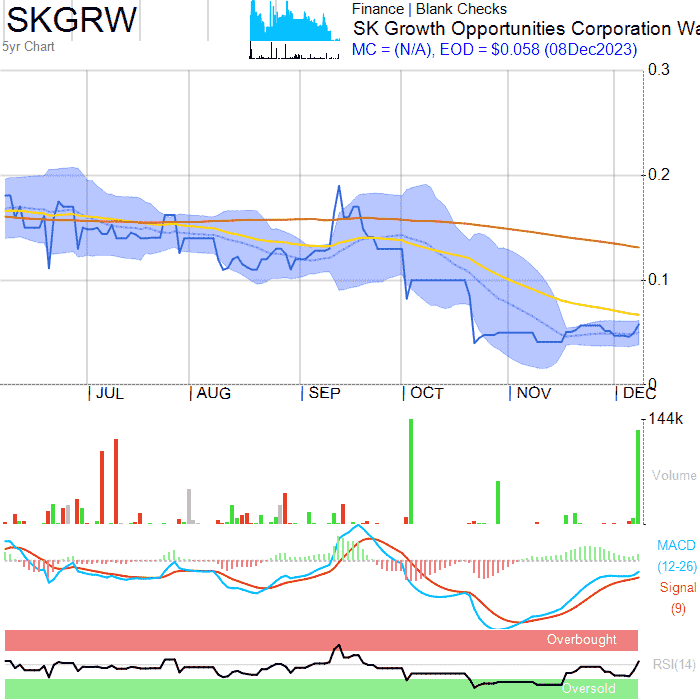 SKGRW
5yr Chart
Finance | Blank Checks
SK Growth Opportunities Corporation Wa
MC = (N/A), EOD = $0.058 (08Dec2023)
0.3
0.2
0.1
0
JUL
AUG
SEP
OCT
NOV
DEC
144k
Volume
MACD
(12-26)
Signal
(9)
Overbought
RSI(14)
Oversold